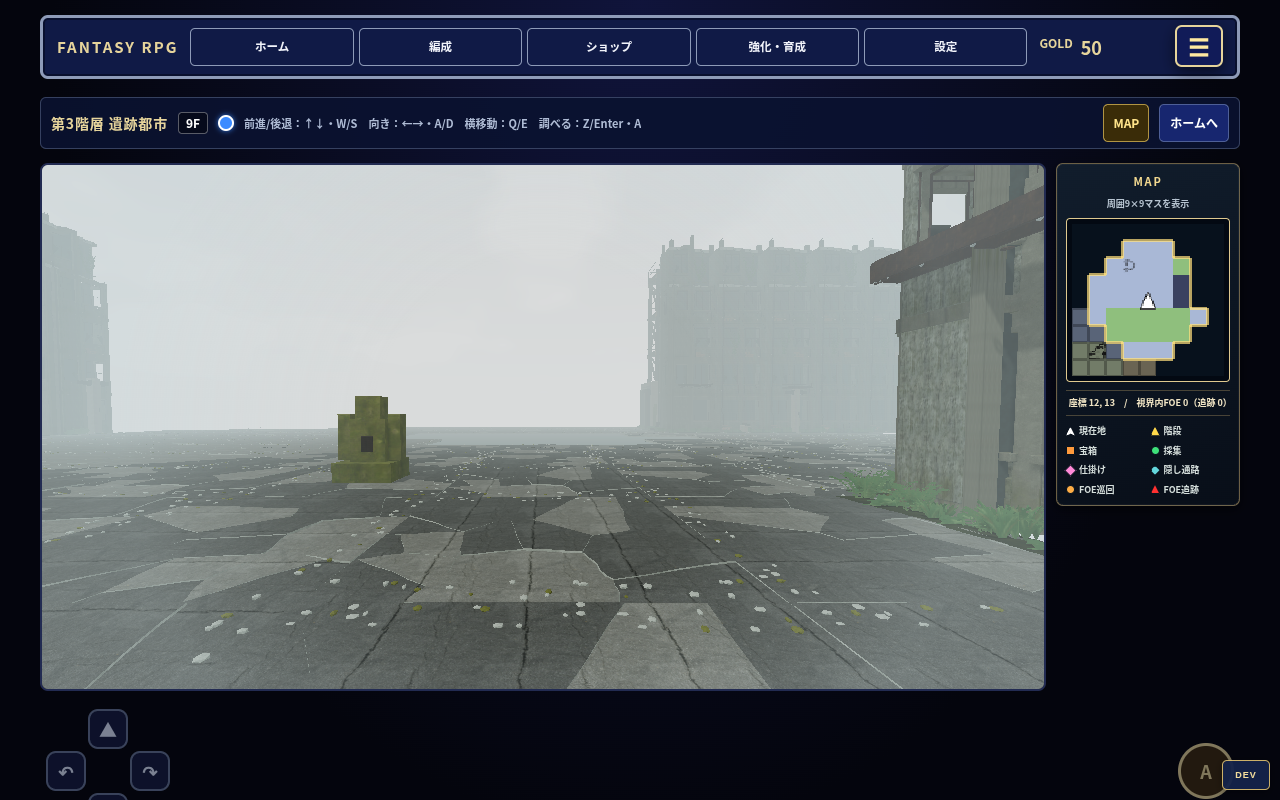 FANTASY RPG
ホーム
編成
ショップ
強化・育成
設定
GOLD 50
第3階層 遺跡都市
9F
前進/後退：↑↓・W/S 向き：←→・A/D 横移動：Q/E 調べる：Z/Enter・A
MAP
ホームへ
MAP
周囲9×9マスを表示
座標 12, 13 / 視界内FOE 0（追跡 0）
現在地
階段
宝箱
採集
仕掛け
隠し通路
FOE巡回
FOE追跡
A
DEV